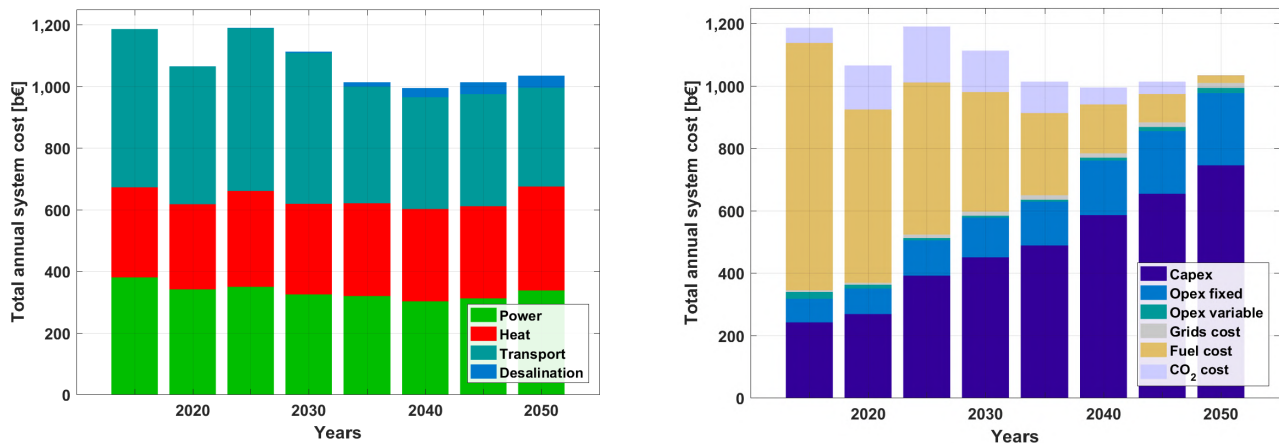 Total annual system cost [b€]
1,200
1,000
800
600
400
200
0
2020
2030
2040
2050
Years
Power
Heat
Transport
Desalination
Total annual system cost [b€]
1,200
1,000
800
600
400
200
0
2020
2030
2040
2050
Years
Capex
Opex fixed
Opex variable
Grids cost
Fuel cost
CO₂ cost